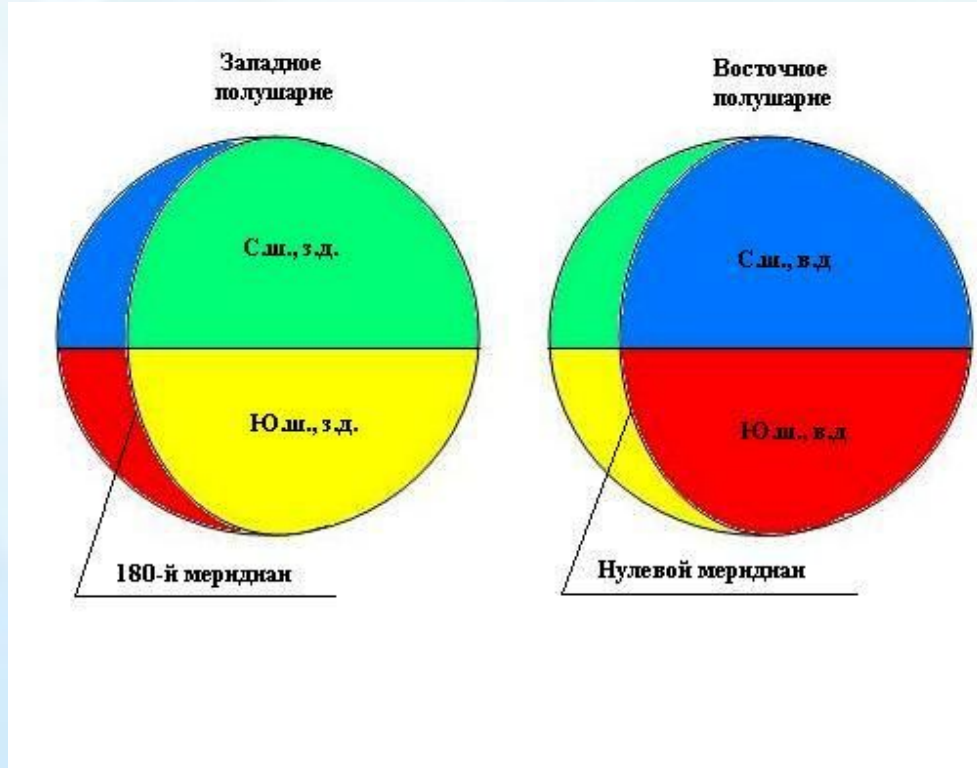 Западное
полушарие
Восточное
полушарие
С.ш., з.д.
С.ш., в.д
Ю.ш., з.д.
Ю.ш., в.д
180-й меридиан
Нулевой меридиан